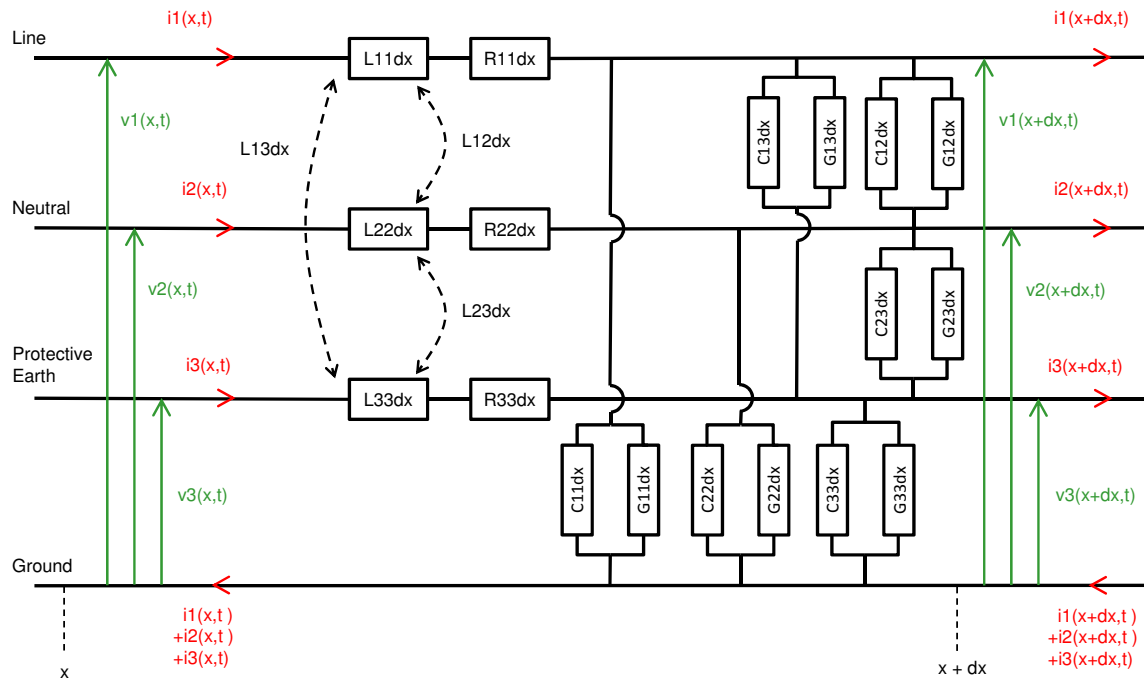 i1(x,t)
i1(x+dx,t)
Line
L11dx
R11dx
v1(x,t)
C13dx
G13dx
C12dx
G12dx
v1(x+dx,t)
L13dx
L12dx
i2(x,t)
i2(x+dx,t)
Neutral
L22dx
R22dx
v2(x,t)
C23dx
G23dx
v2(x+dx,t)
L23dx
Protective
Earth
i3(x,t)
i3(x+dx,t)
L33dx
R33dx
v3(x,t)
C11dx
G11dx
C22dx
G22dx
C33dx
G33dx
v3(x+dx,t)
Ground
i1(x,t )
+i2(x,t )
+i3(x,t)
i1(x+dx,t )
+i2(x+dx,t )
+i3(x+dx,t)
x
x + dx